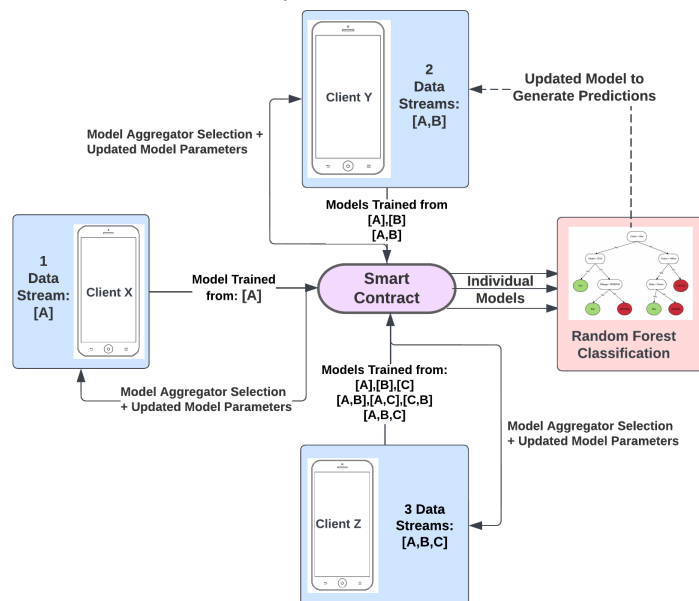 2
Data
Streams:
[A,B]
Client Y
Updated Model to
Generate Predictions
Model Aggregator Selection +
Updated Model Parameters
Models Trained from
[A],[B]
[A,B]
1
Data
Stream:
[A]
Client X
Model Trained
from: [A]
Smart
Contract
Individual
Models
Random Forest
Classification
Models Trained from:
[A],[B],[C]
[A,B],[A,C],[C,B]
[A,B,C]
Model Aggregator Selection
+ Updated Model Parameters
Model Aggregator Selection
+ Updated Model Parameters
Client Z
3 Data
Streams:
[A,B,C]